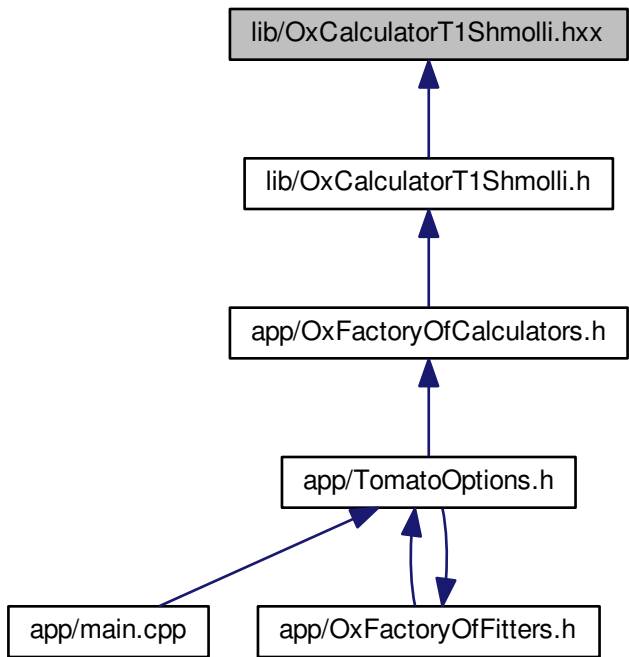 lib/OxCalculatorT1Shmolli.hxx
lib/OxCalculatorT1Shmolli.h
app/OxFactoryOfCalculators.h
app/TomatoOptions.h
app/main.cpp
app/OxFactoryOfFitters.h